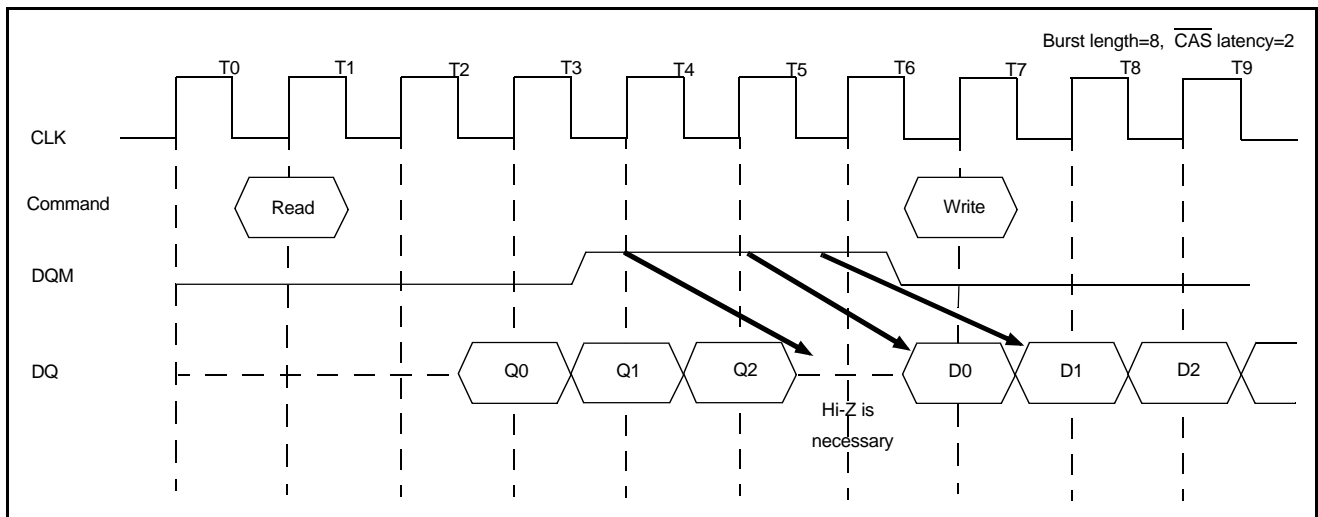 Burst length=8, CAS latency=2
T0 T1 T2 T3 T4 T5 T6 T7 T8 T9
CLK
Command Read Write
DQM
DQ Q0 Q1 Q2 D0 D1 D2
Hi-Z is
necessary